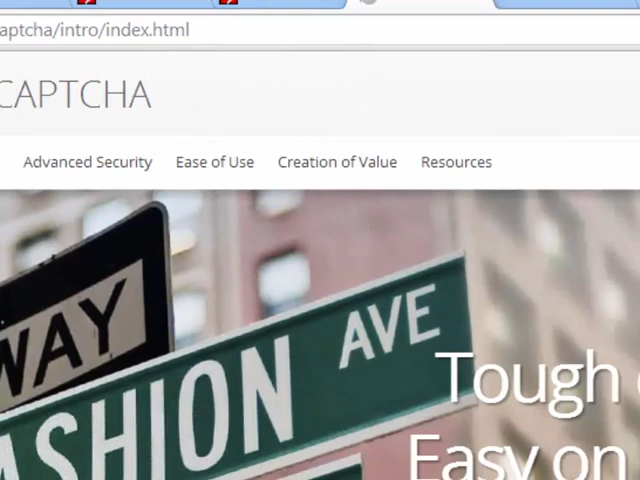 aptcha/intro/index.html
CAPTCHA
Advanced Security Ease of Use Creation of Value Resources
WAY
ASHION AVE
Tough
Easy on